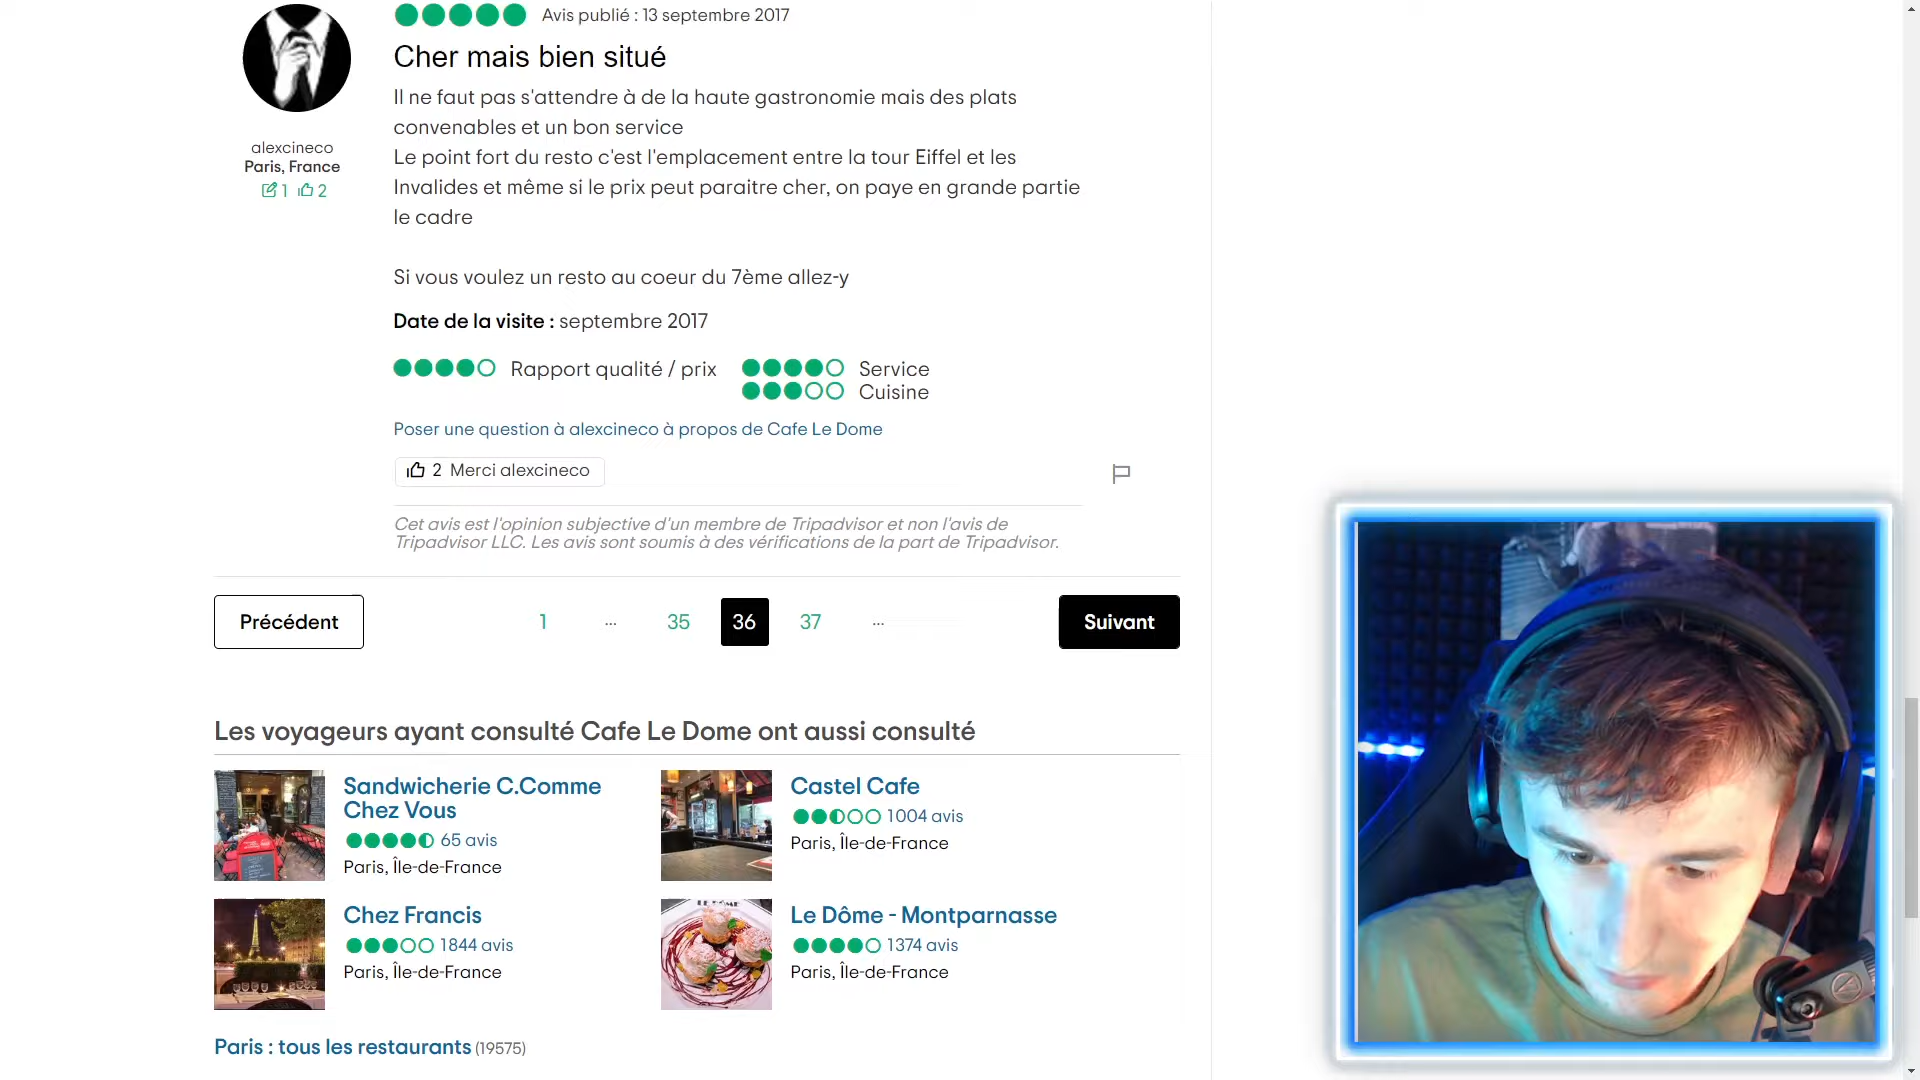 Avis publié : 13 septembre 2017
Cher mais bien situé
Il ne faut pas s'attendre à de la haute gastronomie mais des plats
convenables et un bon service
Le point fort du resto c'est l'emplacement entre la tour Eiffel et les
Invalides et même si le prix peut paraitre cher, on paye en grande partie
le cadre
Si vous voulez un resto au coeur du 7ème allez-y
alexcineco
Paris, France
1 2
Date de la visite : septembre 2017
Rapport qualité / prix
Service
Cuisine
Poser une question à alexcineco à propos de Cafe Le Dome
2 Merci alexcineco
Cet avis est l'opinion subjective d'un membre de Tripadvisor et non l'avis de
Tripadvisor LLC. Les avis sont soumis à des vérifications de la part de Tripadvisor.
Précédent 1 ... 35 36 37 ... Suivant
Les voyageurs ayant consulté Cafe Le Dome ont aussi consulté
Sandwicherie C.Comme
Chez Vous
65 avis
Paris, Île-de-France
Castel Cafe
1004 avis
Paris, Île-de-France
Chez Francis
1844 avis
Paris, Île-de-France
Le Dôme - Montparnasse
1374 avis
Paris, Île-de-France
Paris : tous les restaurants (19575)